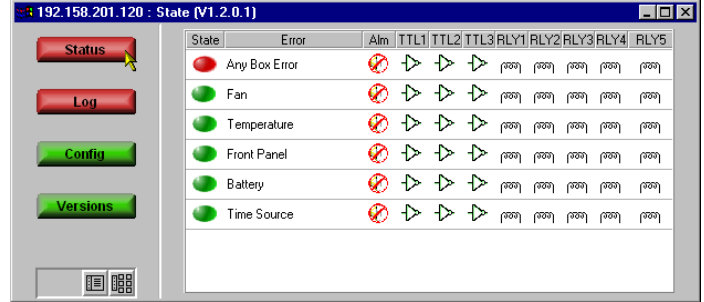 192.158.201.120 : State (V1.2.0.1)
Status
Log
Config
Versions
State Error Alm TTL1 TTL2 TTL3 RLY1 RLY2 RLY3 RLY4 RLY5
Any Box Error
Fan
Temperature
Front Panel
Battery
Time Source